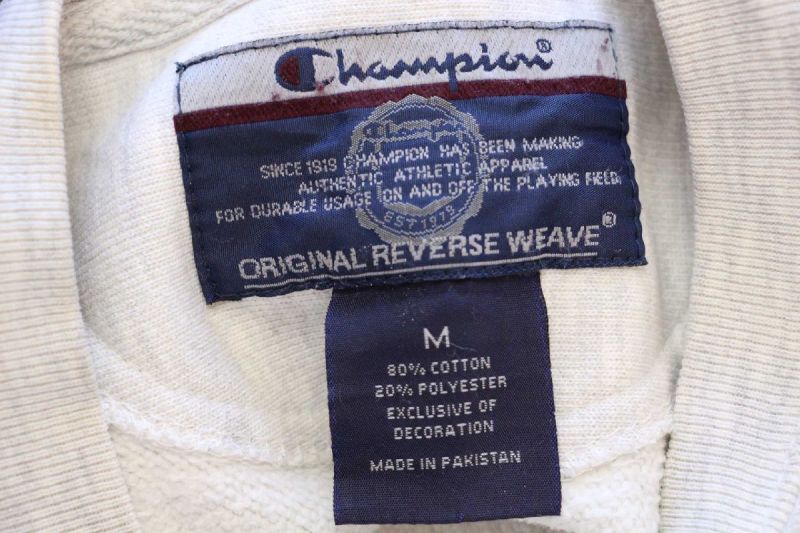 Champion®
Champion
SINCE 1919 CHAMPION HAS BEEN MAKING
AUTHENTIC ATHLETIC APPAREL
FOR DURABLE USAGE ON AND OFF THE PLAYING FIELD.
EST 1919
ORIGINAL REVERSE WEAVE®
M
80% COTTON
20% POLYESTER
EXCLUSIVE OF
DECORATION
MADE IN PAKISTAN